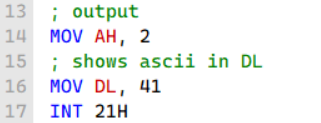 13 ; output
14 MOV AH, 2
15 ; shows ascii in DL
16 MOV DL, 41
17 INT 21H